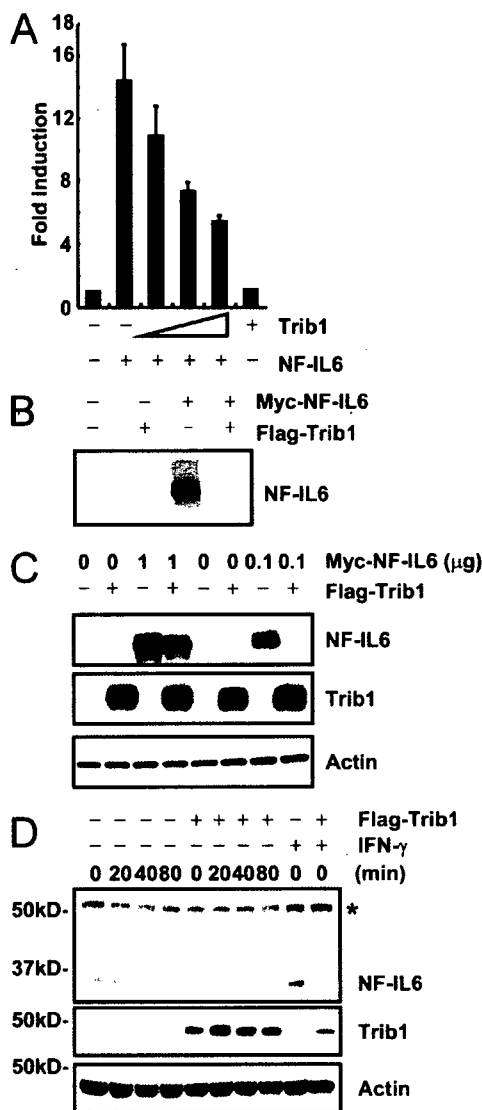 A
Fold Induction
18
16
12
8
4
0
− − + Trib1
− + + + + − NF-IL6
B
− − + + Myc-NF-IL6
− + − + Flag-Trib1
NF-IL6
C
0 0 1 1 0 0 0.1 0.1 Myc-NF-IL6 (μg)
− + − + − + − + Flag-Trib1
NF-IL6
Trib1
Actin
D
− − − − + + + + − + Flag-Trib1
− − − − − − − − + + IFN-γ
0 20 40 80 0 20 40 80 0 0 (min)
50kD- *
37kD-
NF-IL6
50kD- Trib1
50kD-
Actin